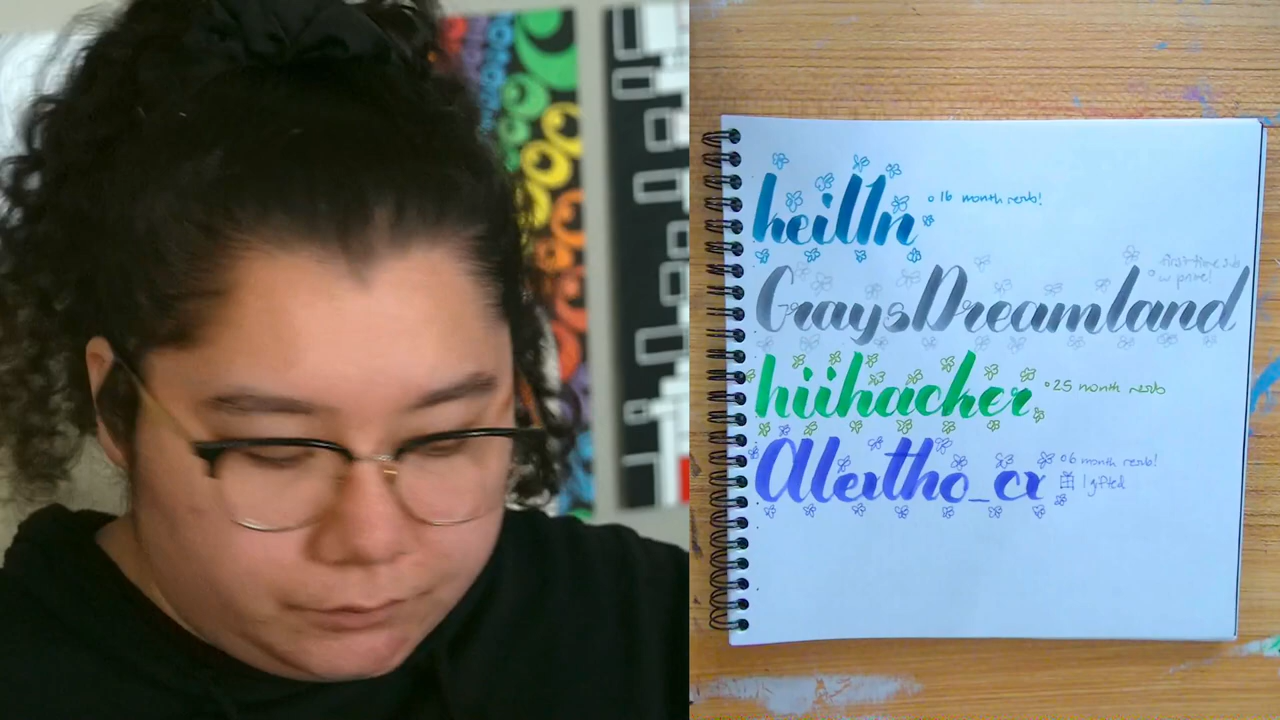 keilln
16 month resub!
GraysDreamland
first time sub
w prime!
hiihacker
25 month resub
Alertho_cr
6 month resub!
1 gifted